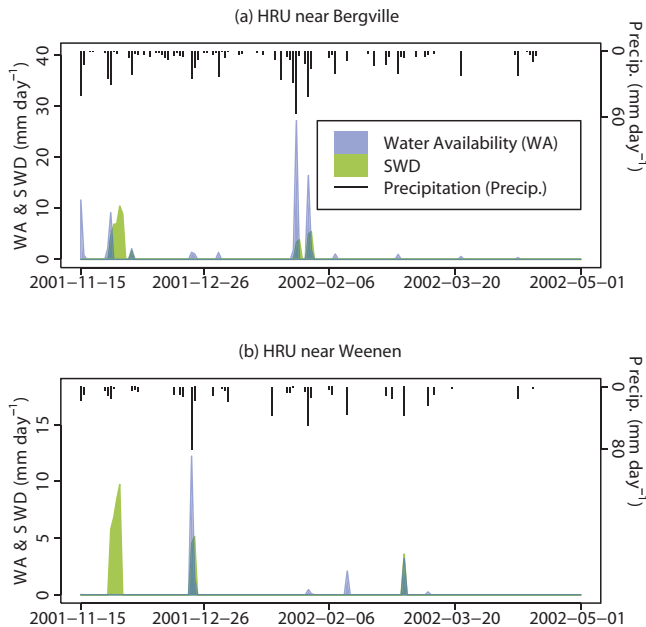 (a) HRU near Bergville
WA & SWD (mm day⁻¹)
0
10
20
30
40
Precip. (mm day⁻¹)
0
60
Water Availability (WA)
SWD
Precipitation (Precip.)
2001−11−15 2001−12−26 2002−02−06 2002−03−20 2002−05−01
(b) HRU near Weenen
WA & SWD (mm day⁻¹)
0
5
10
15
Precip. (mm day⁻¹)
0
80
2001−11−15 2001−12−26 2002−02−06 2002−03−20 2002−05−01